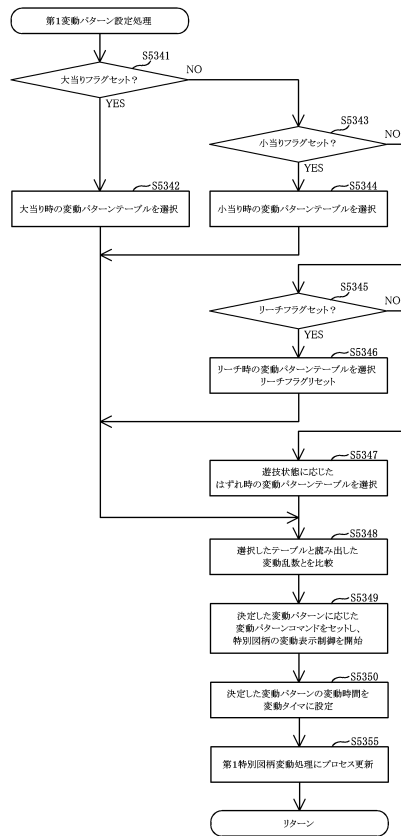 第1変動パターン設定処理
S5341
大当りフラグセット？
NO
YES
S5343
小当りフラグセット？
NO
YES
S5342
大当り時の変動パターンテーブルを選択
S5344
小当り時の変動パターンテーブルを選択
S5345
リーチフラグセット？
NO
YES
S5346
リーチ時の変動パターンテーブルを選択
リーチフラグリセット
S5347
遊技状態に応じた
はずれ時の変動パターンテーブルを選択
S5348
選択したテーブルと読み出した
変動乱数とを比較
S5349
決定した変動パターンに応じた
変動パターンコマンドをセットし、
特別図柄の変動表示制御を開始
S5350
決定した変動パターンの変動時間を
変動タイマに設定
S5355
第1特別図柄変動処理にプロセス更新
リターン